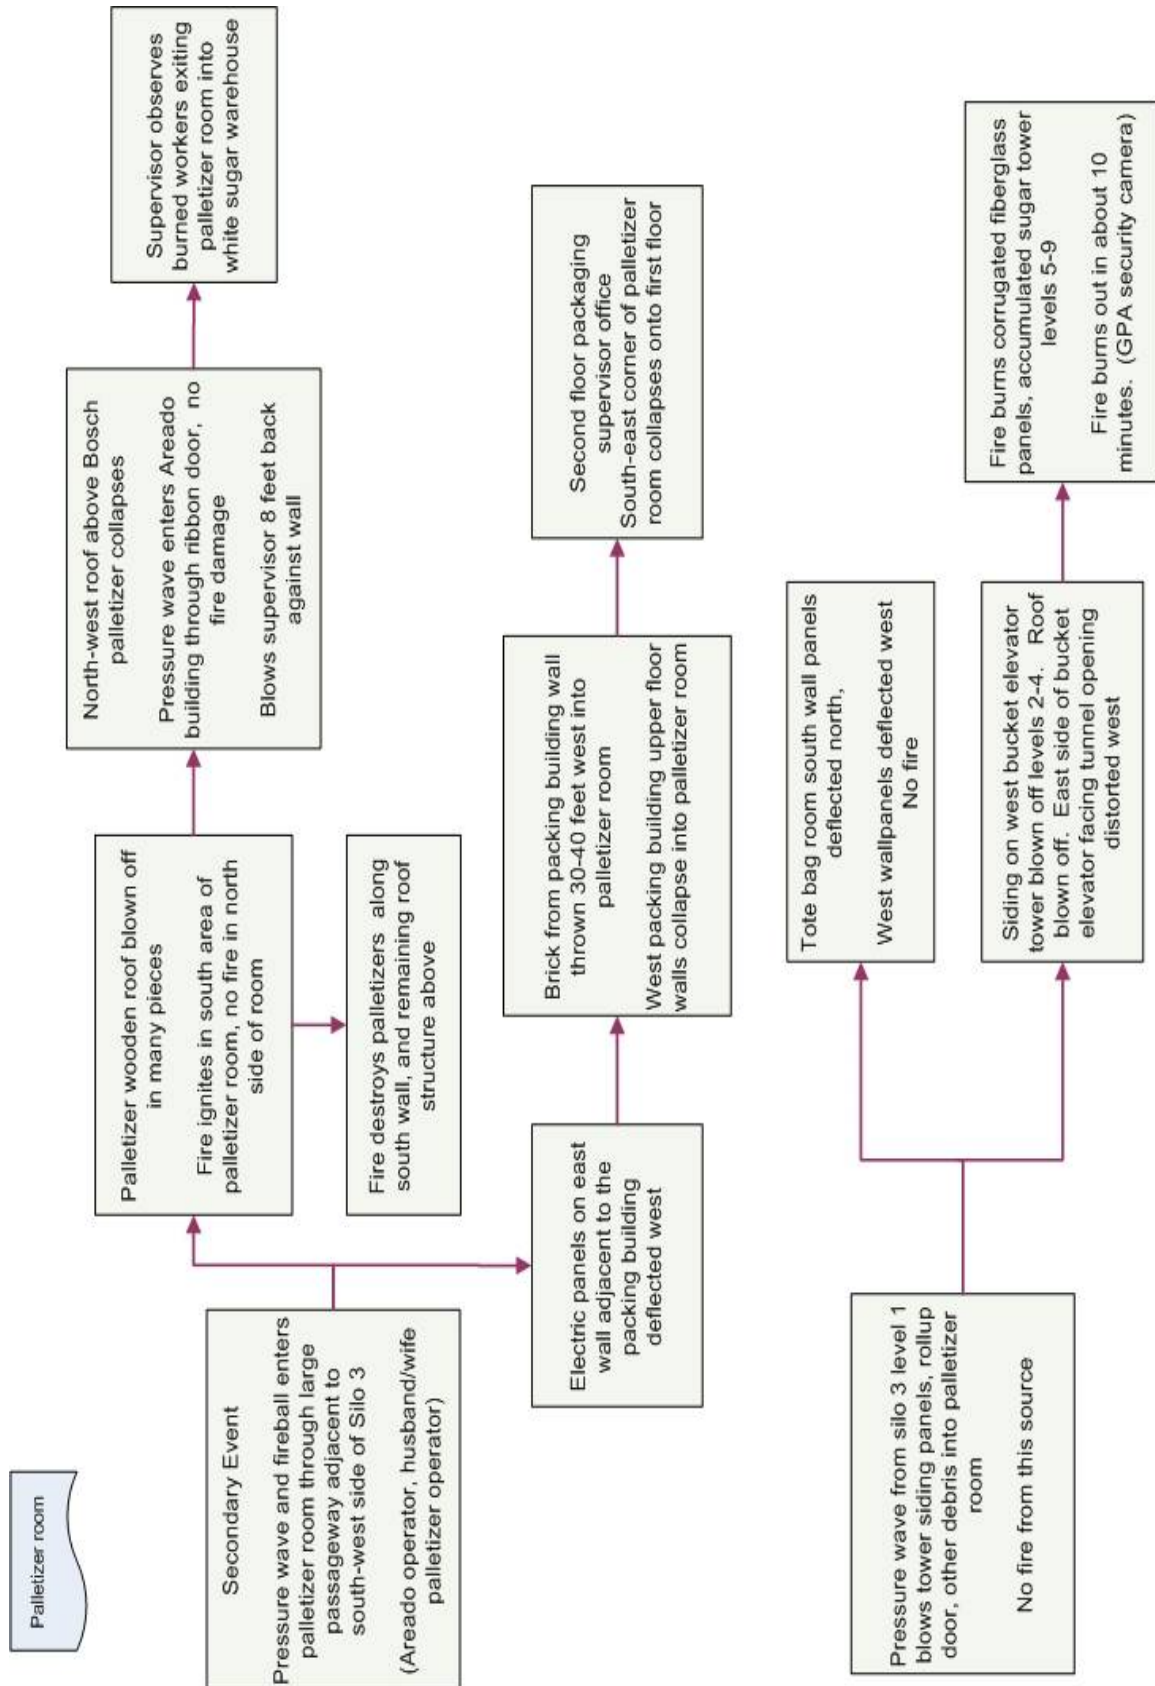 Palletizer room
Secondary Event
Pressure wave and fireball enters
palletizer room through large
passageway adjacent to
south-west side of Silo 3
(Areado operator, husband/wife
palletizer operator)
Palletizer wooden roof blown off
in many pieces
Fire ignites in south area of
palletizer room, no fire in north
side of room
North-west roof above Bosch
palletizer collapses
Pressure wave enters Areado
building through ribbon door, no
fire damage
Blows supervisor 8 feet back
against wall
Supervisor observes
burned workers exiting
palletizer room into
white sugar warehouse
Fire destroys palletizers along
south wall, and remaining roof
structure above
Electric panels on east
wall adjacent to the
packing building
deflected west
Brick from packing building wall
thrown 30-40 feet west into
palletizer room
West packing building upper floor
walls collapse into palletizer room
Second floor packaging
supervisor office
South-east corner of palletizer
room collapses onto first floor
Pressure wave from silo 3 level 1
blows tower siding panels, rollup
door, other debris into palletizer
room
No fire from this source
Tote bag room south wall panels
deflected north,
West wallpanels deflected west
No fire
Siding on west bucket elevator
tower blown off levels 2-4. Roof
blown off. East side of bucket
elevator facing tunnel opening
distorted west
Fire burns corrugated fiberglass
panels, accumulated sugar tower
levels 5-9
Fire burns out in about 10
minutes. (GPA security camera)